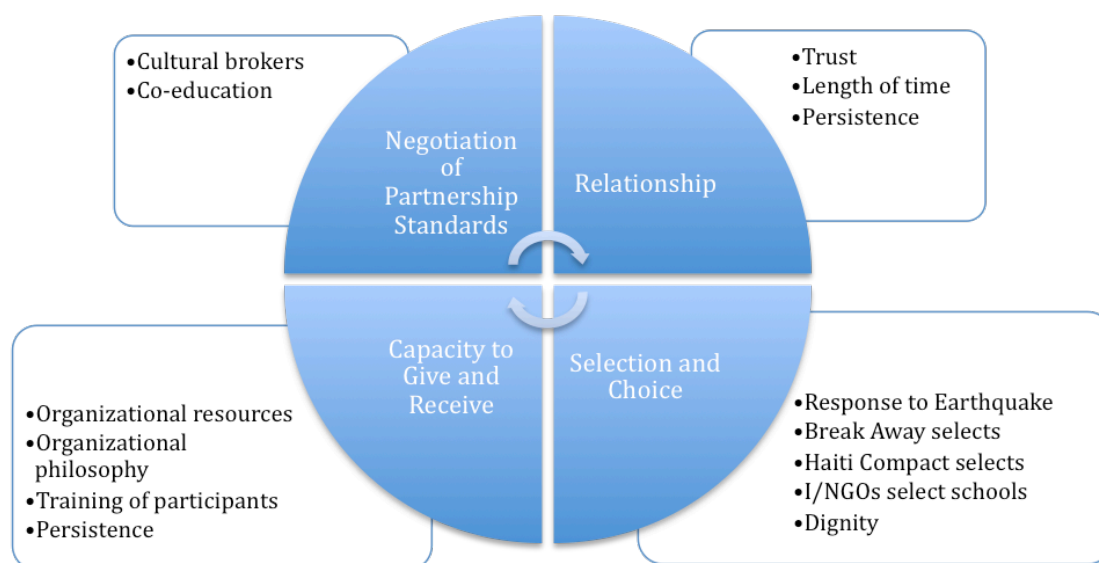 •Cultural brokers
•Co-education
Negotiation
of
Partnership
Standards
Relationship
•Trust
•Length of time
•Persistence
•Organizational resources
•Organizational
philosophy
•Training of participants
•Persistence
Capacity to
Give and
Receive
Selection and
Choice
•Response to Earthquake
•Break Away selects
•Haiti Compact selects
•I/NGOs select schools
•Dignity